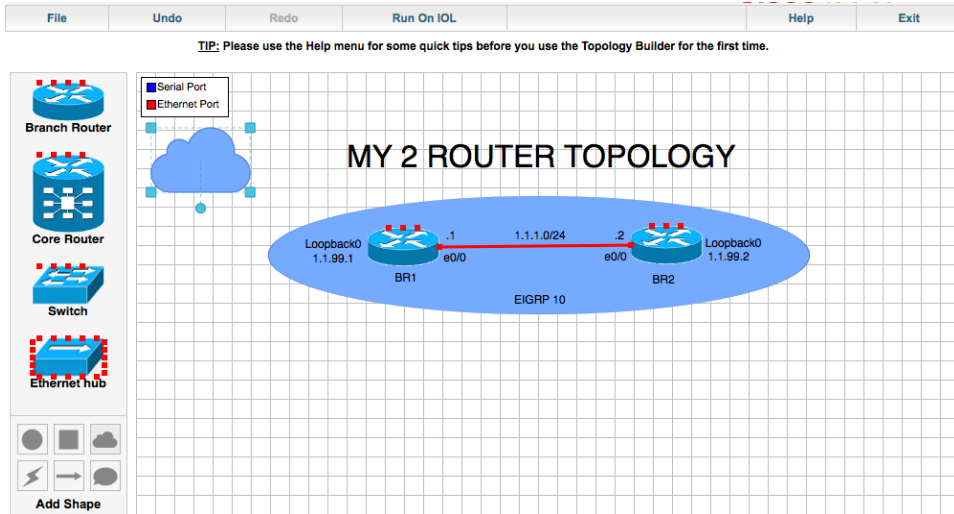 File Undo Redo Run On IOL Help Exit
TIP: Please use the Help menu for some quick tips before you use the Topology Builder for the first time.
Serial Port
Ethernet Port
Branch Router
Core Router
Switch
Ethernet hub
Add Shape
MY 2 ROUTER TOPOLOGY
Loopback0
1.1.99.1
.1
e0/0
BR1
1.1.1.0/24
.2
e0/0
BR2
Loopback0
1.1.99.2
EIGRP 10